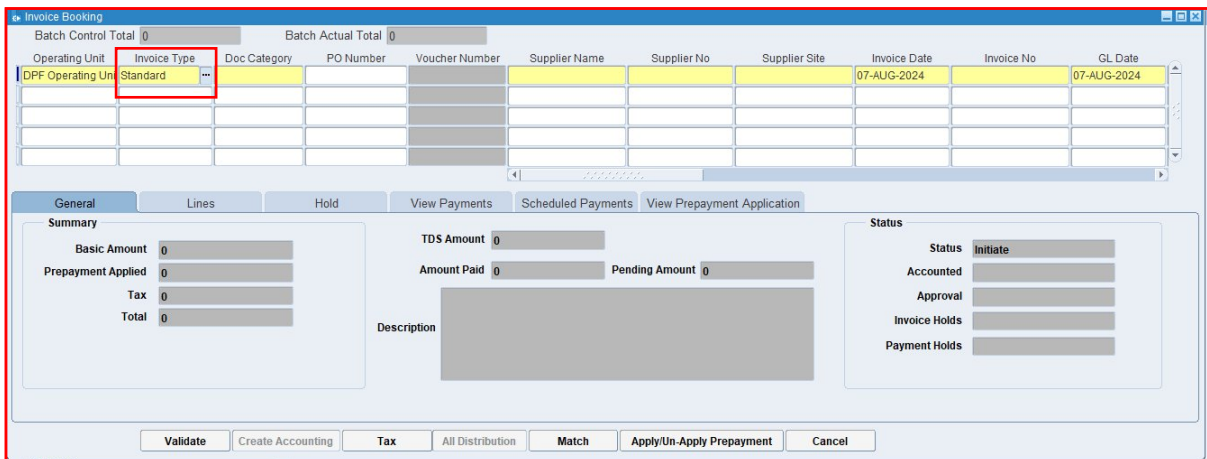 Invoice Booking
Batch Control Total 0 Batch Actual Total 0
Operating Unit Invoice Type Doc Category PO Number Voucher Number Supplier Name Supplier No Supplier Site Invoice Date Invoice No GL Date
DPF Operating Uni Standard ... 07-AUG-2024 07-AUG-2024
General Lines Hold View Payments Scheduled Payments View Prepayment Application
Summary Status
TDS Amount 0
Basic Amount 0 Status Initiate
Prepayment Applied 0 Amount Paid 0 Pending Amount 0 Accounted
Tax 0 Approval
Total 0 Description Invoice Holds
Payment Holds
Validate Create Accounting Tax All Distribution Match Apply/Un-Apply Prepayment Cancel